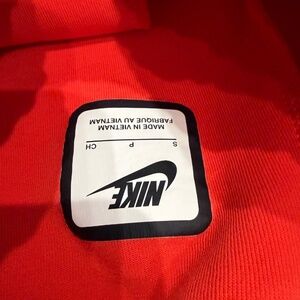 NIKE
S P CH
MADE IN VIETNAM
FABRIQUE AU VIETNAM